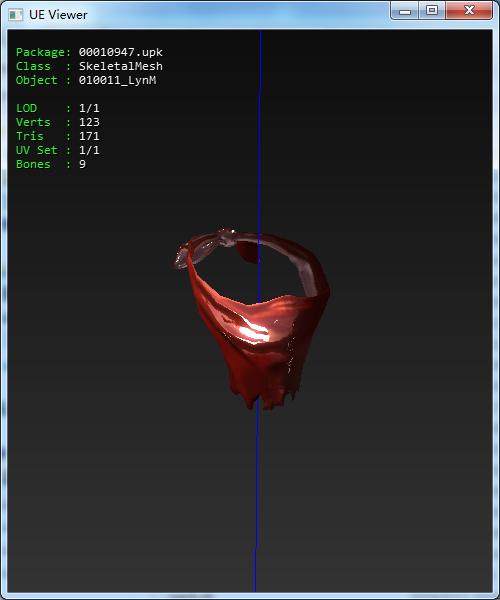 UE Viewer
Package: 00010947.upk
Class : SkeletalMesh
Object : 010011_LynM
LOD : 1/1
Verts : 123
Tris : 171
UV Set : 1/1
Bones : 9